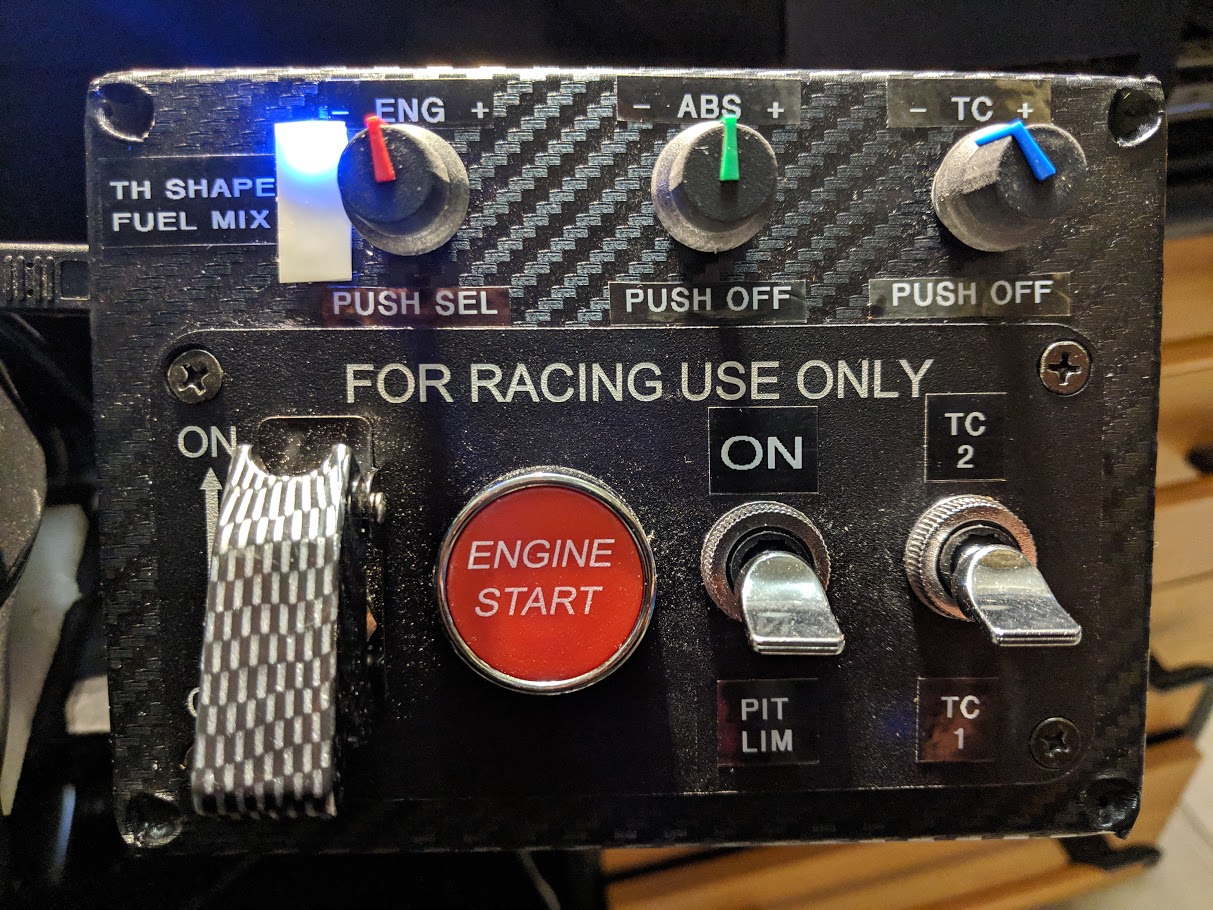 - ENG +
- ABS +
- TC +
TH SHAPE
FUEL MIX
PUSH SEL
PUSH OFF
PUSH OFF
FOR RACING USE ONLY
ON
ON
TC
2
ENGINE
START
PIT
LIM
TC
1